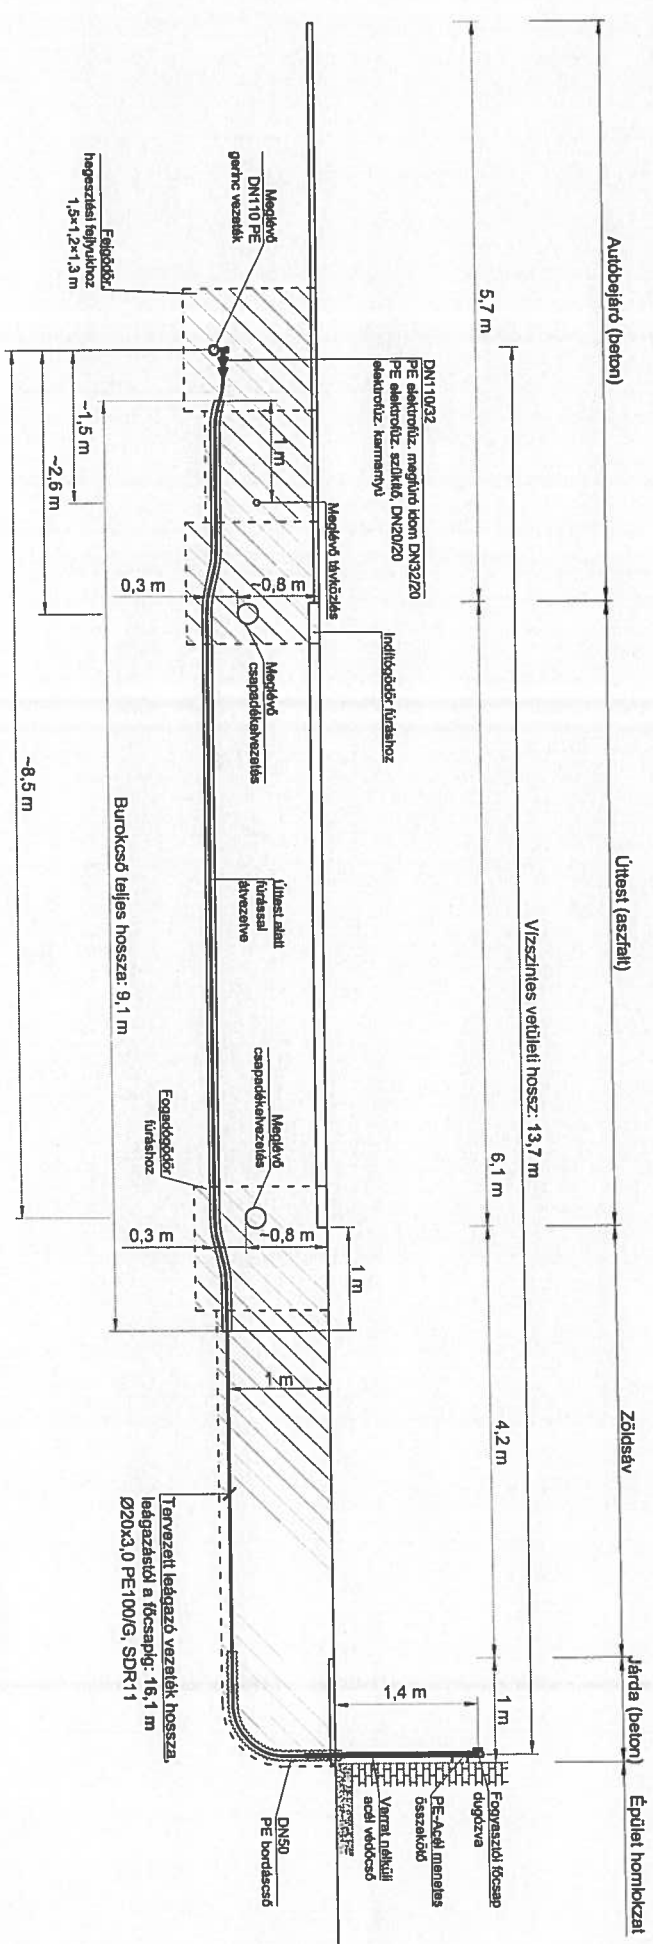 Autóbejáró (beton)
Úttest (aszfalt)
Zöldsáv
Járda (beton)
Épület homlokzat
5,7 m
6,1 m
4,2 m
1 m
Vízszintes vetületi hossz: 13,7 m
DN110/32
PE elektrofúz. megfúró idom DN32/20
PE elektrofúz. szűkítő, DN20/20
elektrofúz. karmantyú
Meglévő távközlés
Indítógödör fúráshoz
Meglévő
DN110 PE
gerinc vezeték
Fejgödör,
hegesztési fejlyukhoz
1,5×1,2×1,3 m
1 m
~1,5 m
~2,6 m
~8,5 m
0,3 m
~0,8 m
Meglévő
csapadékelvezetés
Úttest alatt
fúrással
átvezetve
Burokcső teljes hossza: 9,1 m
Meglévő
csapadékelvezetés
Fogadógödör
fúráshoz
0,3 m
~0,8 m
1 m
1 m
Tervezett leágazó vezeték hossza
leágazástól a főcsapig: 16,1 m
Ø20x3,0 PE100/G, SDR11
1,4 m
Fogyasztói főcsap
dugózva
PE-Acél menetes
összekötő
Varrat nélküli
acél védőcső
DN50
PE bordáscső